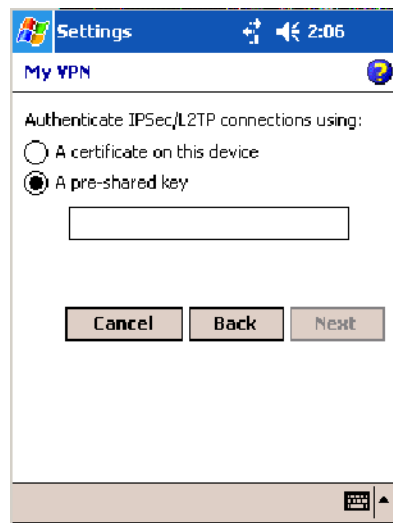 Settings 2:06
My VPN
Authenticate IPSec/L2TP connections using:
A certificate on this device
A pre-shared key
Cancel Back Next